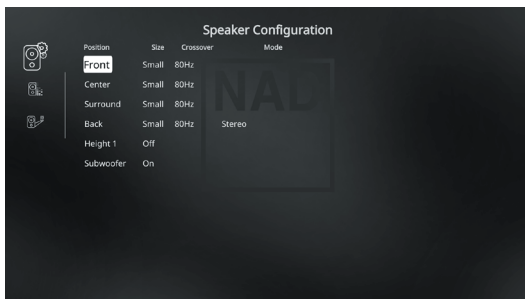 Speaker Configuration
Position Size Crossover Mode
Front Small 80Hz
Center Small 80Hz
Surround Small 80Hz
Back Small 80Hz Stereo
Height 1 Off
Subwoofer On
NAD